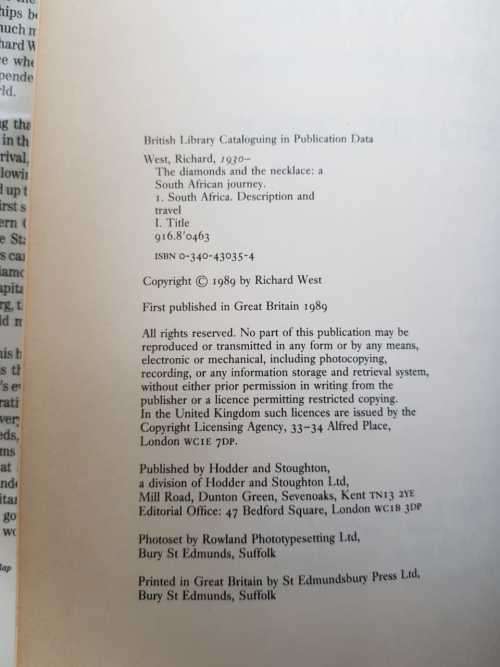 British Library Cataloguing in Publication Data
West, Richard, 1930–
The diamonds and the necklace: a
South African journey.
1. South Africa. Description and
travel
I. Title
916.8'0463
ISBN 0-340-43035-4
Copyright © 1989 by Richard West
First published in Great Britain 1989
All rights reserved. No part of this publication may be
reproduced or transmitted in any form or by any means,
electronic or mechanical, including photocopying,
recording, or any information storage and retrieval system,
without either prior permission in writing from the
publisher or a licence permitting restricted copying.
In the United Kingdom such licences are issued by the
Copyright Licensing Agency, 33–34 Alfred Place,
London WC1E 7DP.
Published by Hodder and Stoughton,
a division of Hodder and Stoughton Ltd,
Mill Road, Dunton Green, Sevenoaks, Kent TN13 2YE
Editorial Office: 47 Bedford Square, London WC1B 3DP
Photoset by Rowland Phototypesetting Ltd,
Bury St Edmunds, Suffolk
Printed in Great Britain by St Edmundsbury Press Ltd,
Bury St Edmunds, Suffolk